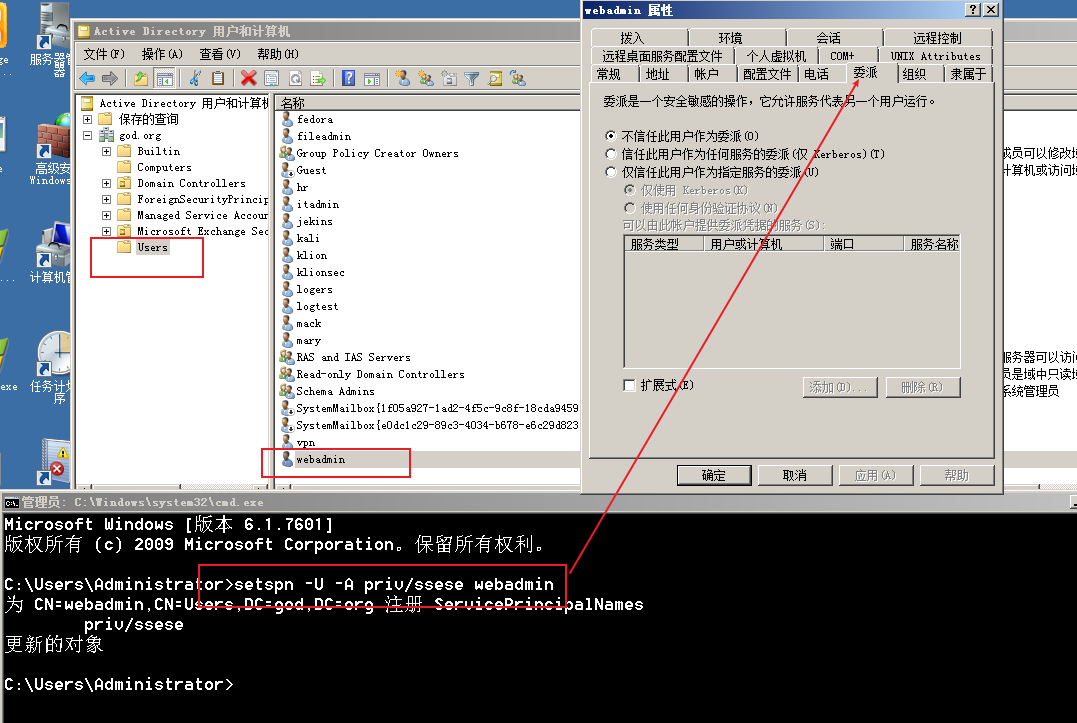 ge
服务器管
器
...
高级安
Windows
计算机管
...
exe
任务计划
序
Active Directory 用户和计算机
文件(F) 操作(A) 查看(V) 帮助(H)
Active Directory 用户和计算机
保存的查询
god.org
Builtin
Computers
Domain Controllers
ForeignSecurityPrincip
Managed Service Accoun
Microsoft Exchange Sec
Users
名称
fedora
fileadmin
Group Policy Creator Owners
Guest
hr
itadmin
jekins
kali
klion
klionsec
logers
logtest
mack
mary
RAS and IAS Servers
Read-only Domain Controllers
Schema Admins
SystemMailbox{1f05a927-1ad2-4f5c-9c8f-18cda9459
SystemMailbox{e0dc1c29-89c3-4034-b678-e6c29d823
vpn
webadmin
webadmin 属性
拨入 环境 会话 远程控制
远程桌面服务配置文件 个人虚拟机 COM+ UNIX Attributes
常规 地址 帐户 配置文件 电话 委派 组织 隶属于
委派是一个安全敏感的操作，它允许服务代表另一个用户运行。
不信任此用户作为委派(O)
信任此用户作为任何服务的委派(仅 Kerberos)(T)
仅信任此用户作为指定服务的委派(U)
仅使用 Kerberos(K)
使用任何身份验证协议(N)
可以由此帐户提供委派凭据的服务(S):
服务类型 用户或计算机 端口 服务名称
扩展式(E) 添加(D)... 删除(R)
确定 取消 应用(A) 帮助
成员可以修改域
计算机或访问域
服务器可以访问
员是域中只读域
系统管理员
管理员: C:\Windows\system32\cmd.exe
Microsoft Windows [版本 6.1.7601]
版权所有 (c) 2009 Microsoft Corporation。保留所有权利。
C:\Users\Administrator>setspn -U -A priv/ssese webadmin
为 CN=webadmin,CN=Users,DC=god,DC=org 注册 ServicePrincipalNames
priv/ssese
更新的对象
C:\Users\Administrator>